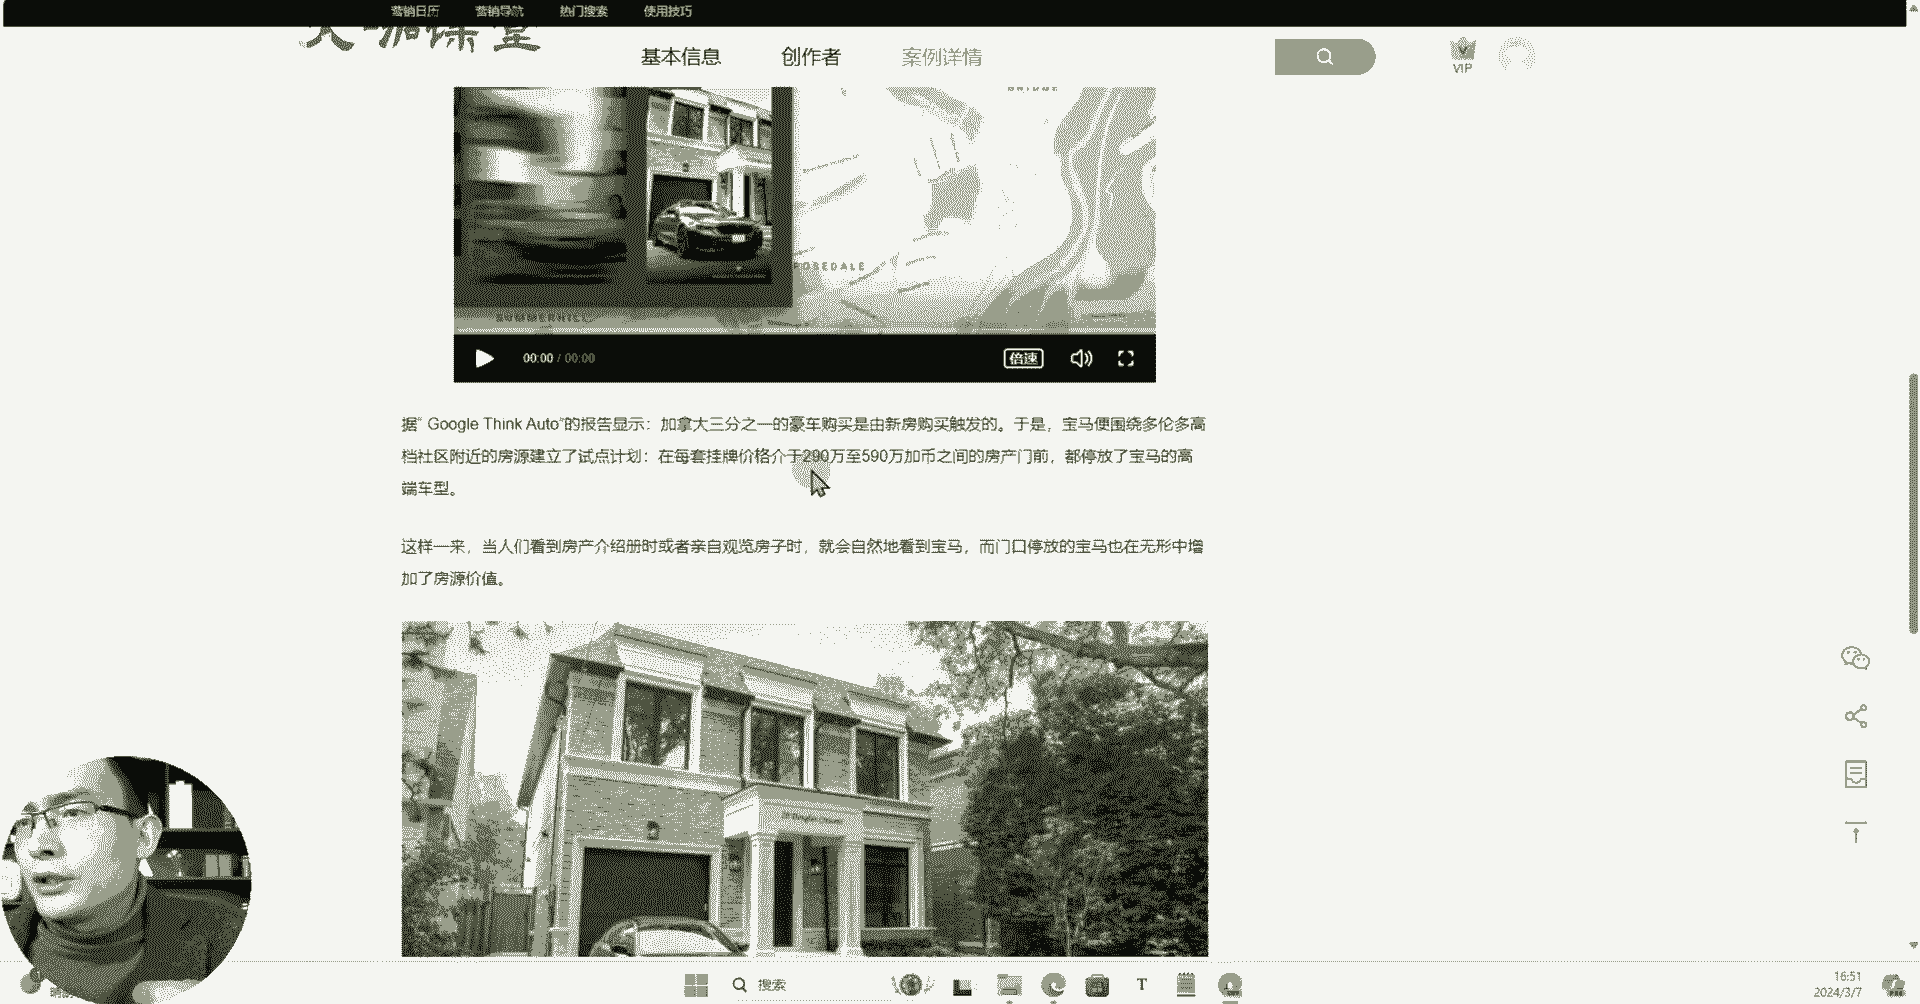 营销日历 营销导航 热门搜索 使用技巧
大咖课堂
基本信息 创作者 案例详情
VIP
ROSEDALE
SUMMERHILL
00:00 / 00:00 倍速
据“ Google Think Auto”的报告显示：加拿大三分之一的豪车购买是由新房购买触发的。于是，宝马便围绕多伦多高
档社区附近的房源建立了试点计划：在每套挂牌价格介于290万至590万加币之间的房产门前，都停放了宝马的高
端车型。
这样一来，当人们看到房产介绍册时或者亲自观览房子时，就会自然地看到宝马，而门口停放的宝马也在无形中增
加了房源价值。
搜索
16:51
2024/3/7